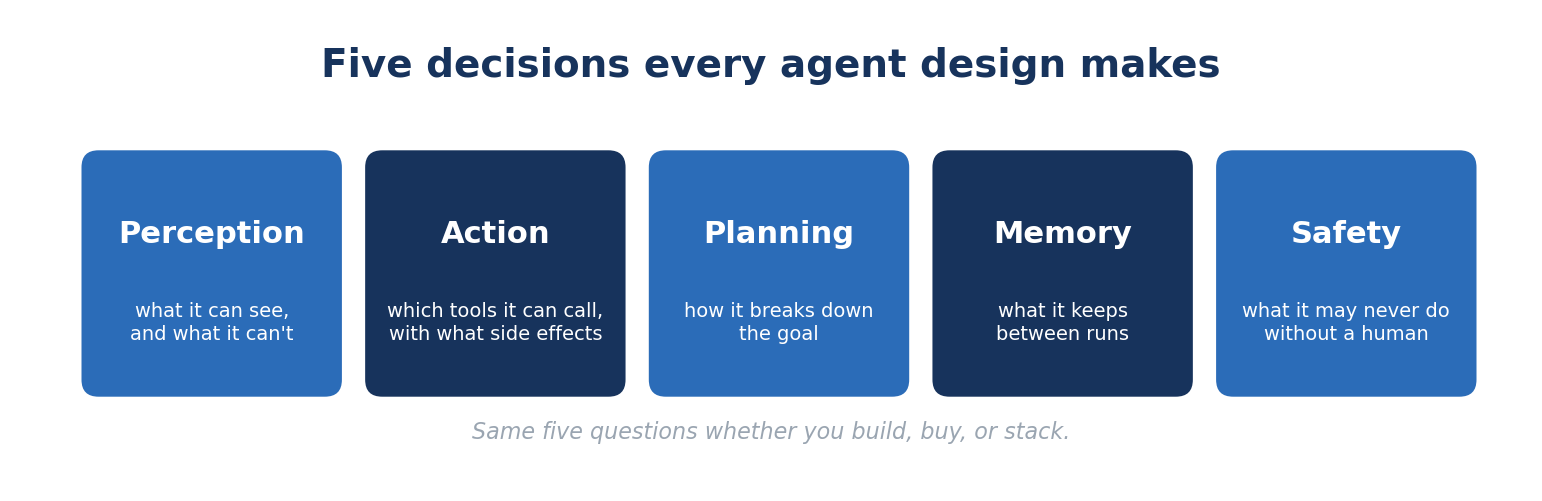 Five decisions every agent design makes
Perception
what it can see,
and what it can't
Action
which tools it can call,
with what side effects
Planning
how it breaks down
the goal
Memory
what it keeps
between runs
Safety
what it may never do
without a human
Same five questions whether you build, buy, or stack.